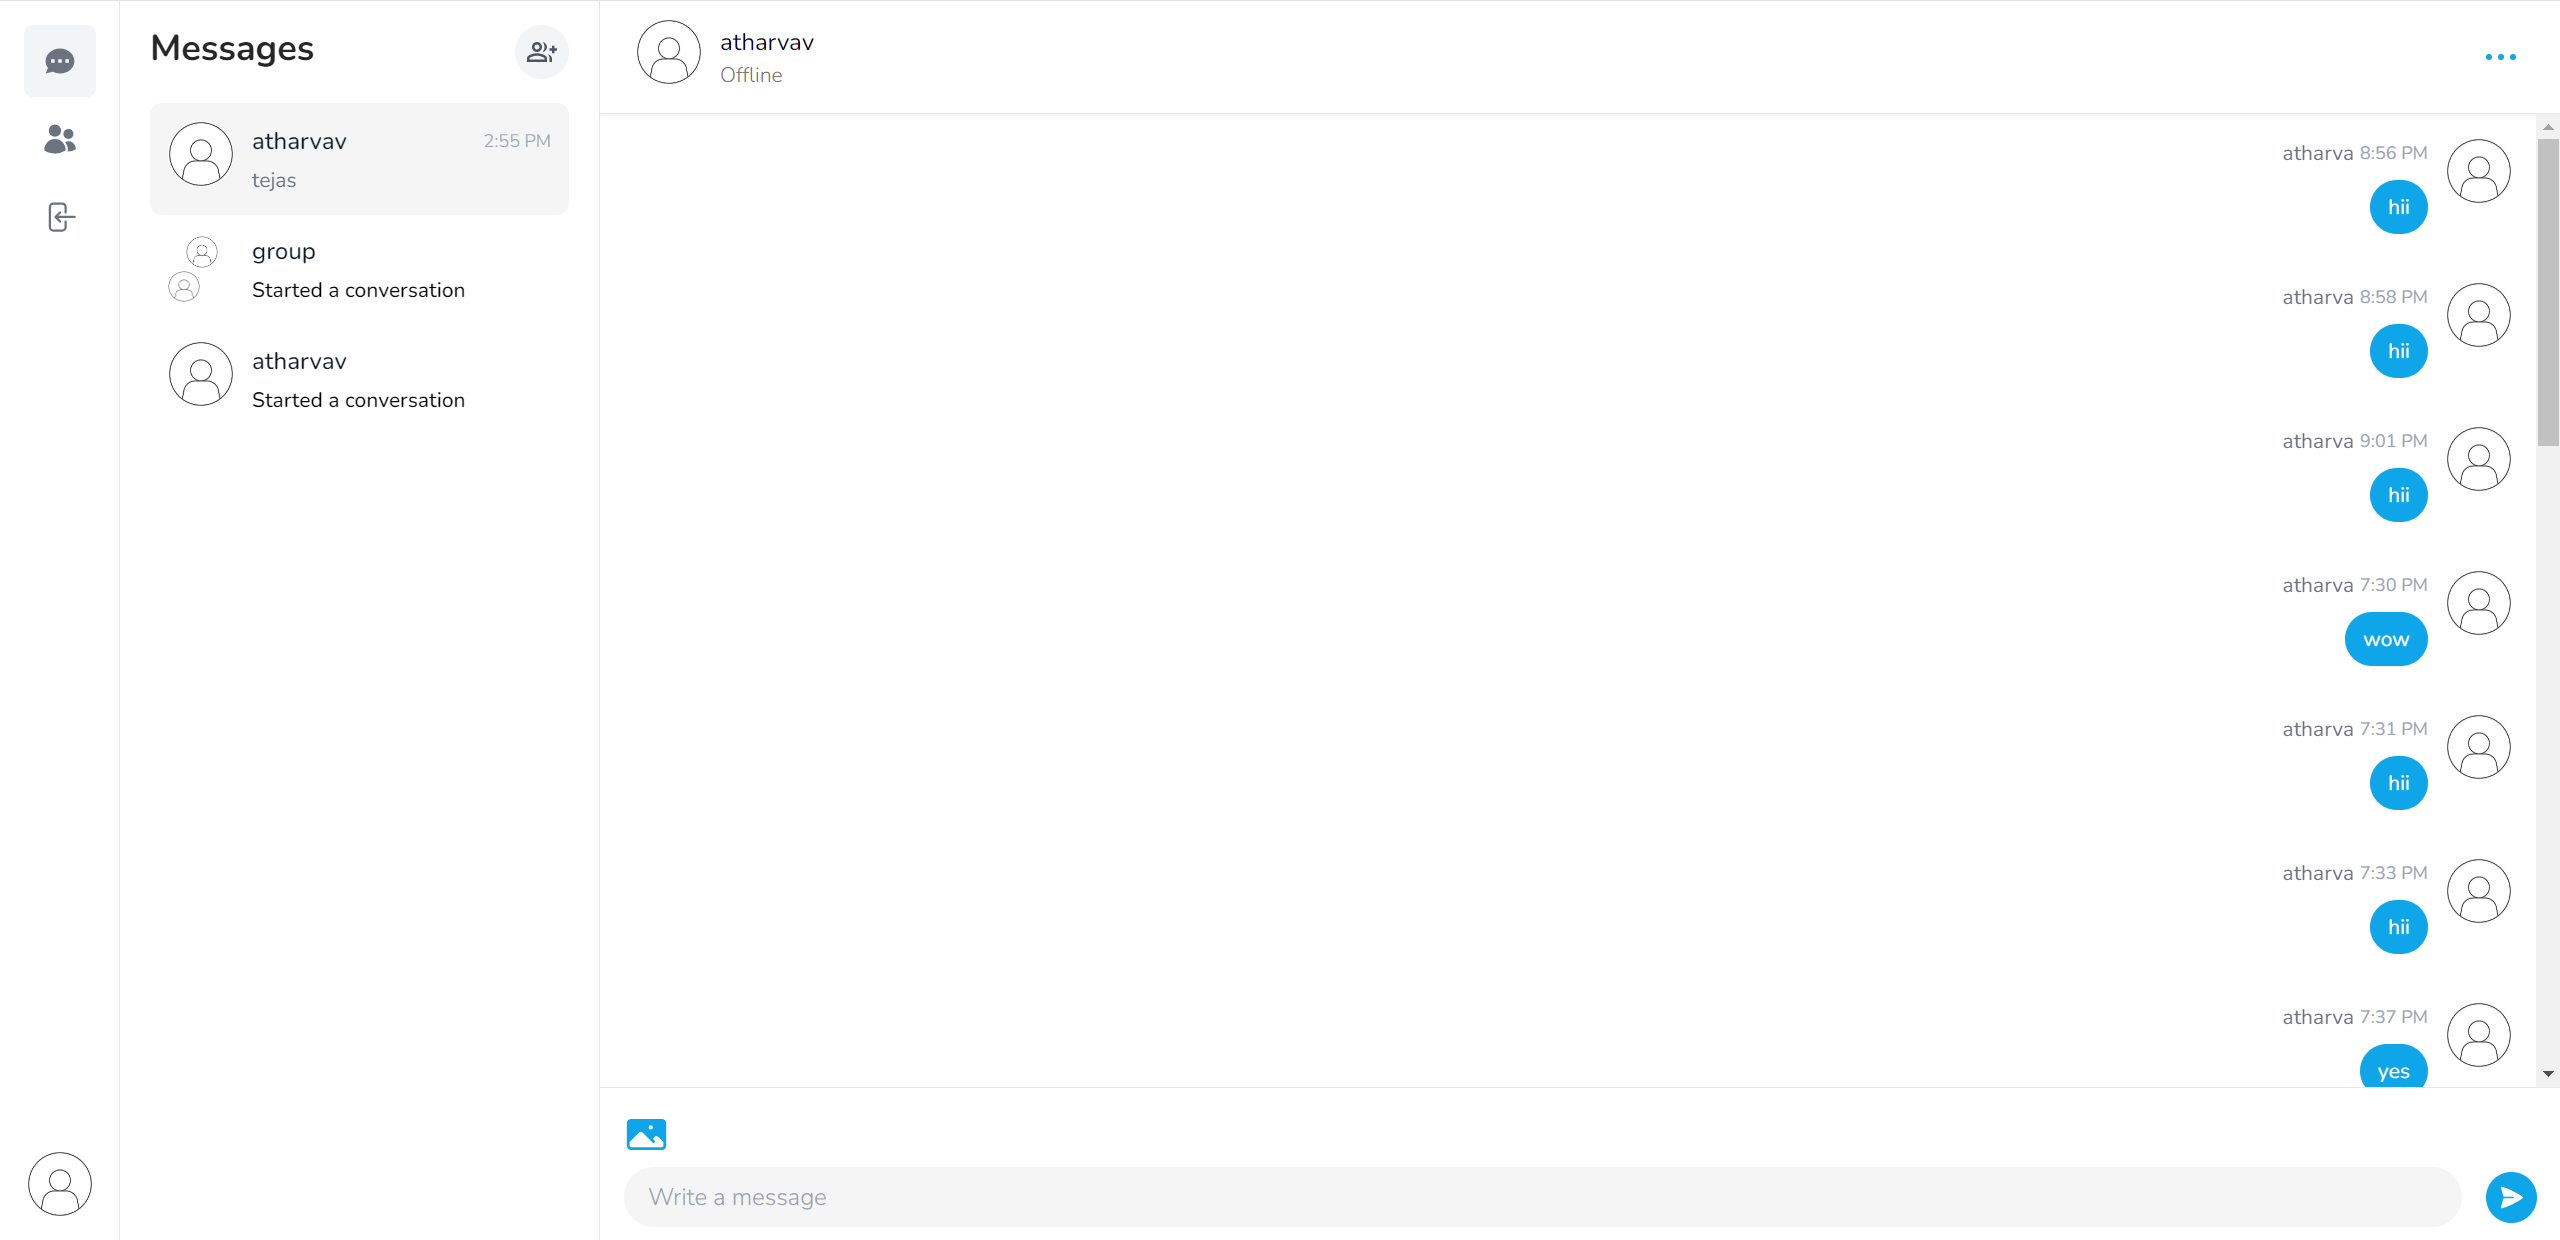 Messages
atharvav 2:55 PM
tejas
group
Started a conversation
atharvav
Started a conversation
atharvav
Offline
atharva 8:56 PM
hii
atharva 8:58 PM
hii
atharva 9:01 PM
hii
atharva 7:30 PM
wow
atharva 7:31 PM
hii
atharva 7:33 PM
hii
atharva 7:37 PM
yes
Write a message